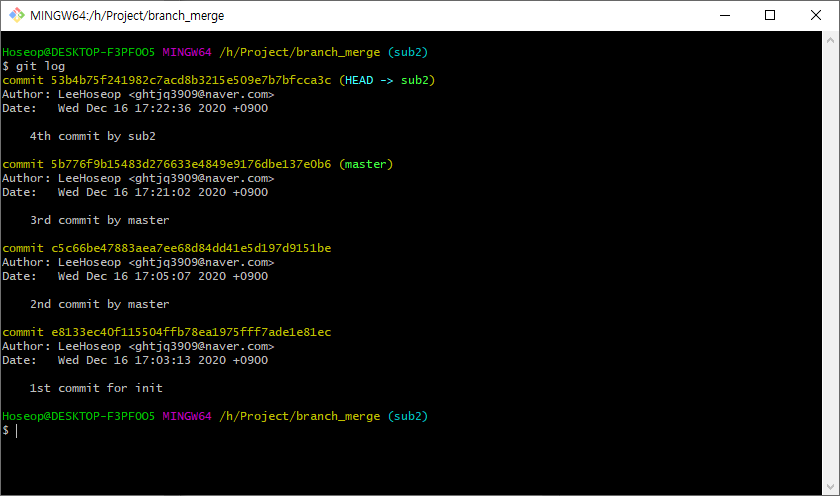 MINGW64:/h/Project/branch_merge
Hoseop@DESKTOP-F3PFOO5 MINGW64 /h/Project/branch_merge (sub2)
$ git log
commit 53b4b75f241982c7acd8b3215e509e7b7bfcca3c (HEAD -> sub2)
Author: LeeHoseop <ghtjq3909@naver.com>
Date:   Wed Dec 16 17:22:36 2020 +0900
    4th commit by sub2
commit 5b776f9b15483d276633e4849e9176dbe137e0b6 (master)
Author: LeeHoseop <ghtjq3909@naver.com>
Date:   Wed Dec 16 17:21:02 2020 +0900
    3rd commit by master
commit c5c66be47883aea7ee68d84dd41e5d197d9151be
Author: LeeHoseop <ghtjq3909@naver.com>
Date:   Wed Dec 16 17:05:07 2020 +0900
    2nd commit by master
commit e8133ec40f115504ffb78ea1975fff7ade1e81ec
Author: LeeHoseop <ghtjq3909@naver.com>
Date:   Wed Dec 16 17:03:13 2020 +0900
    1st commit for init
Hoseop@DESKTOP-F3PFOO5 MINGW64 /h/Project/branch_merge (sub2)
$